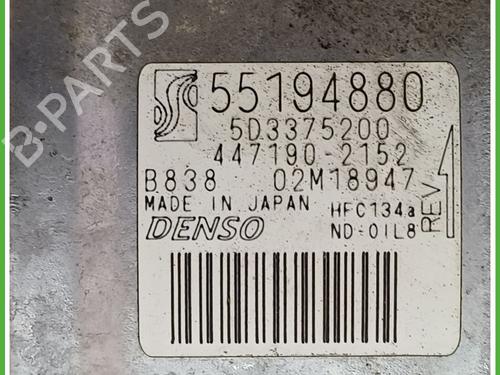 B-PARTS
55194880
5D3375200
447190-2152
B838 02M18947
MADE IN JAPAN HFC134a
DENSO ND-OIL8
REV